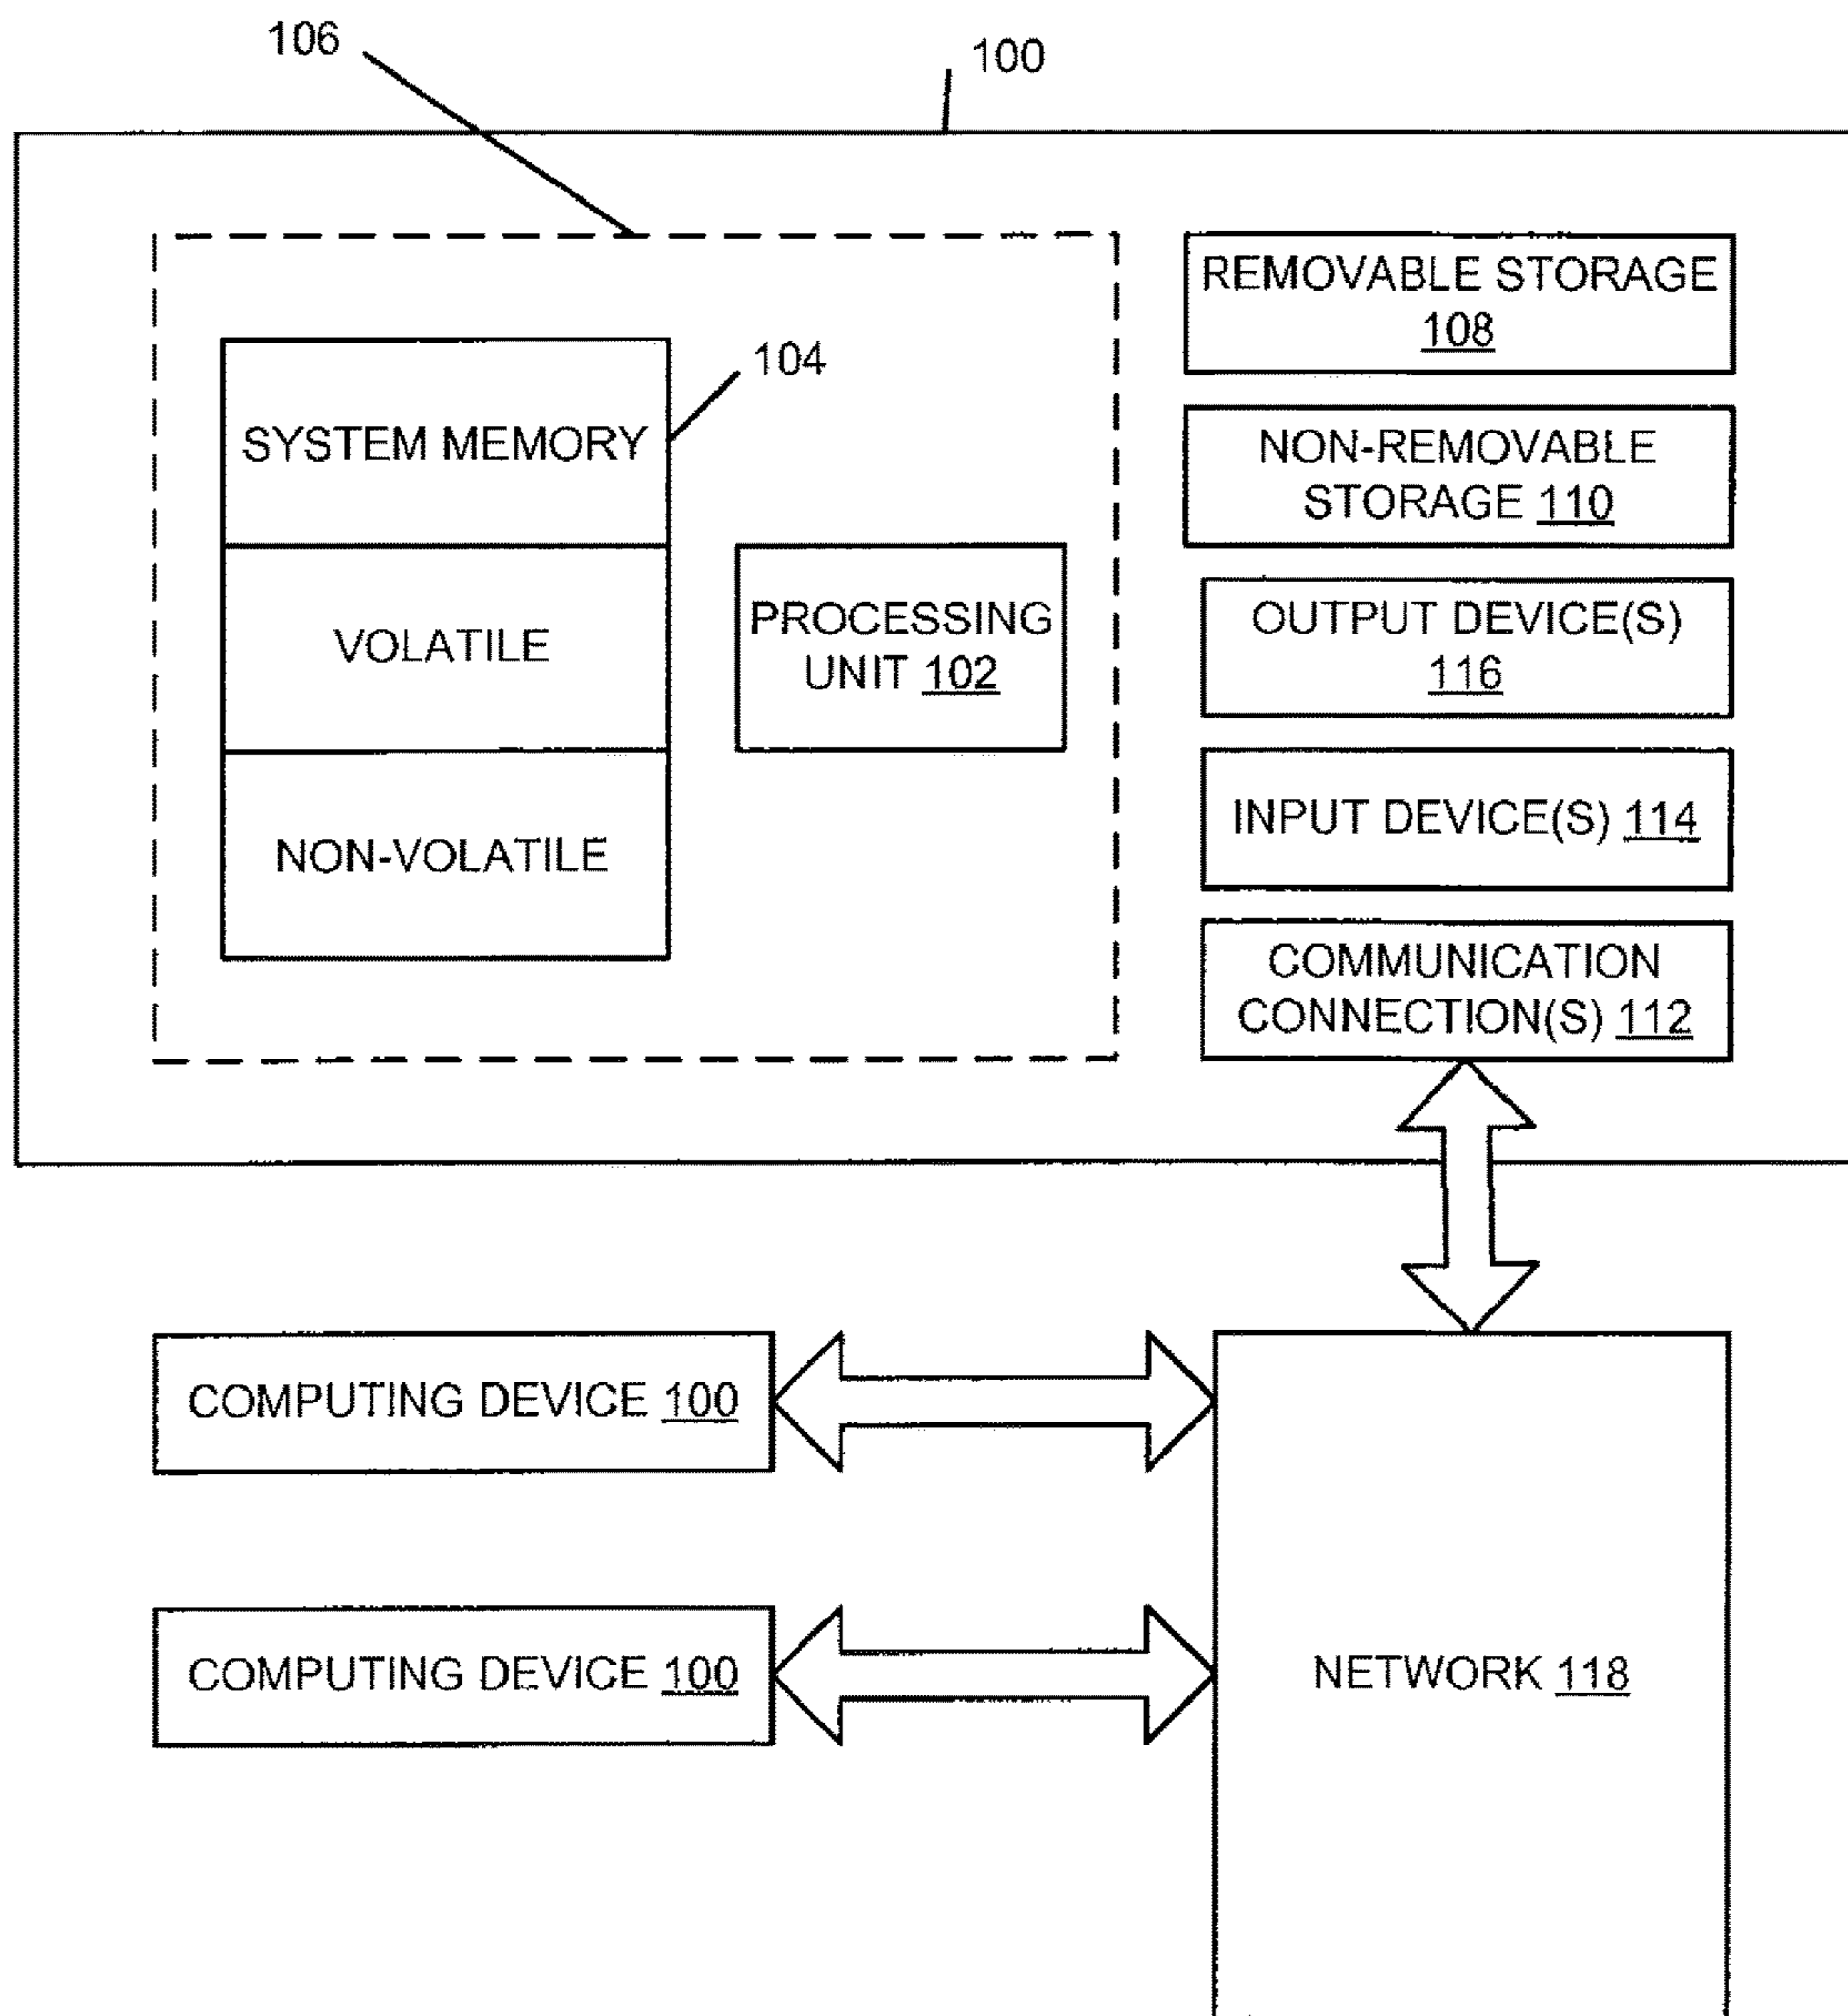 106
100
REMOVABLE STORAGE
108
104
SYSTEM MEMORY
NON-REMOVABLE
STORAGE 110
VOLATILE
PROCESSING
UNIT 102
OUTPUT DEVICE(S)
116
NON-VOLATILE
INPUT DEVICE(S) 114
COMMUNICATION
CONNECTION(S) 112
COMPUTING DEVICE 100
COMPUTING DEVICE 100
NETWORK 118